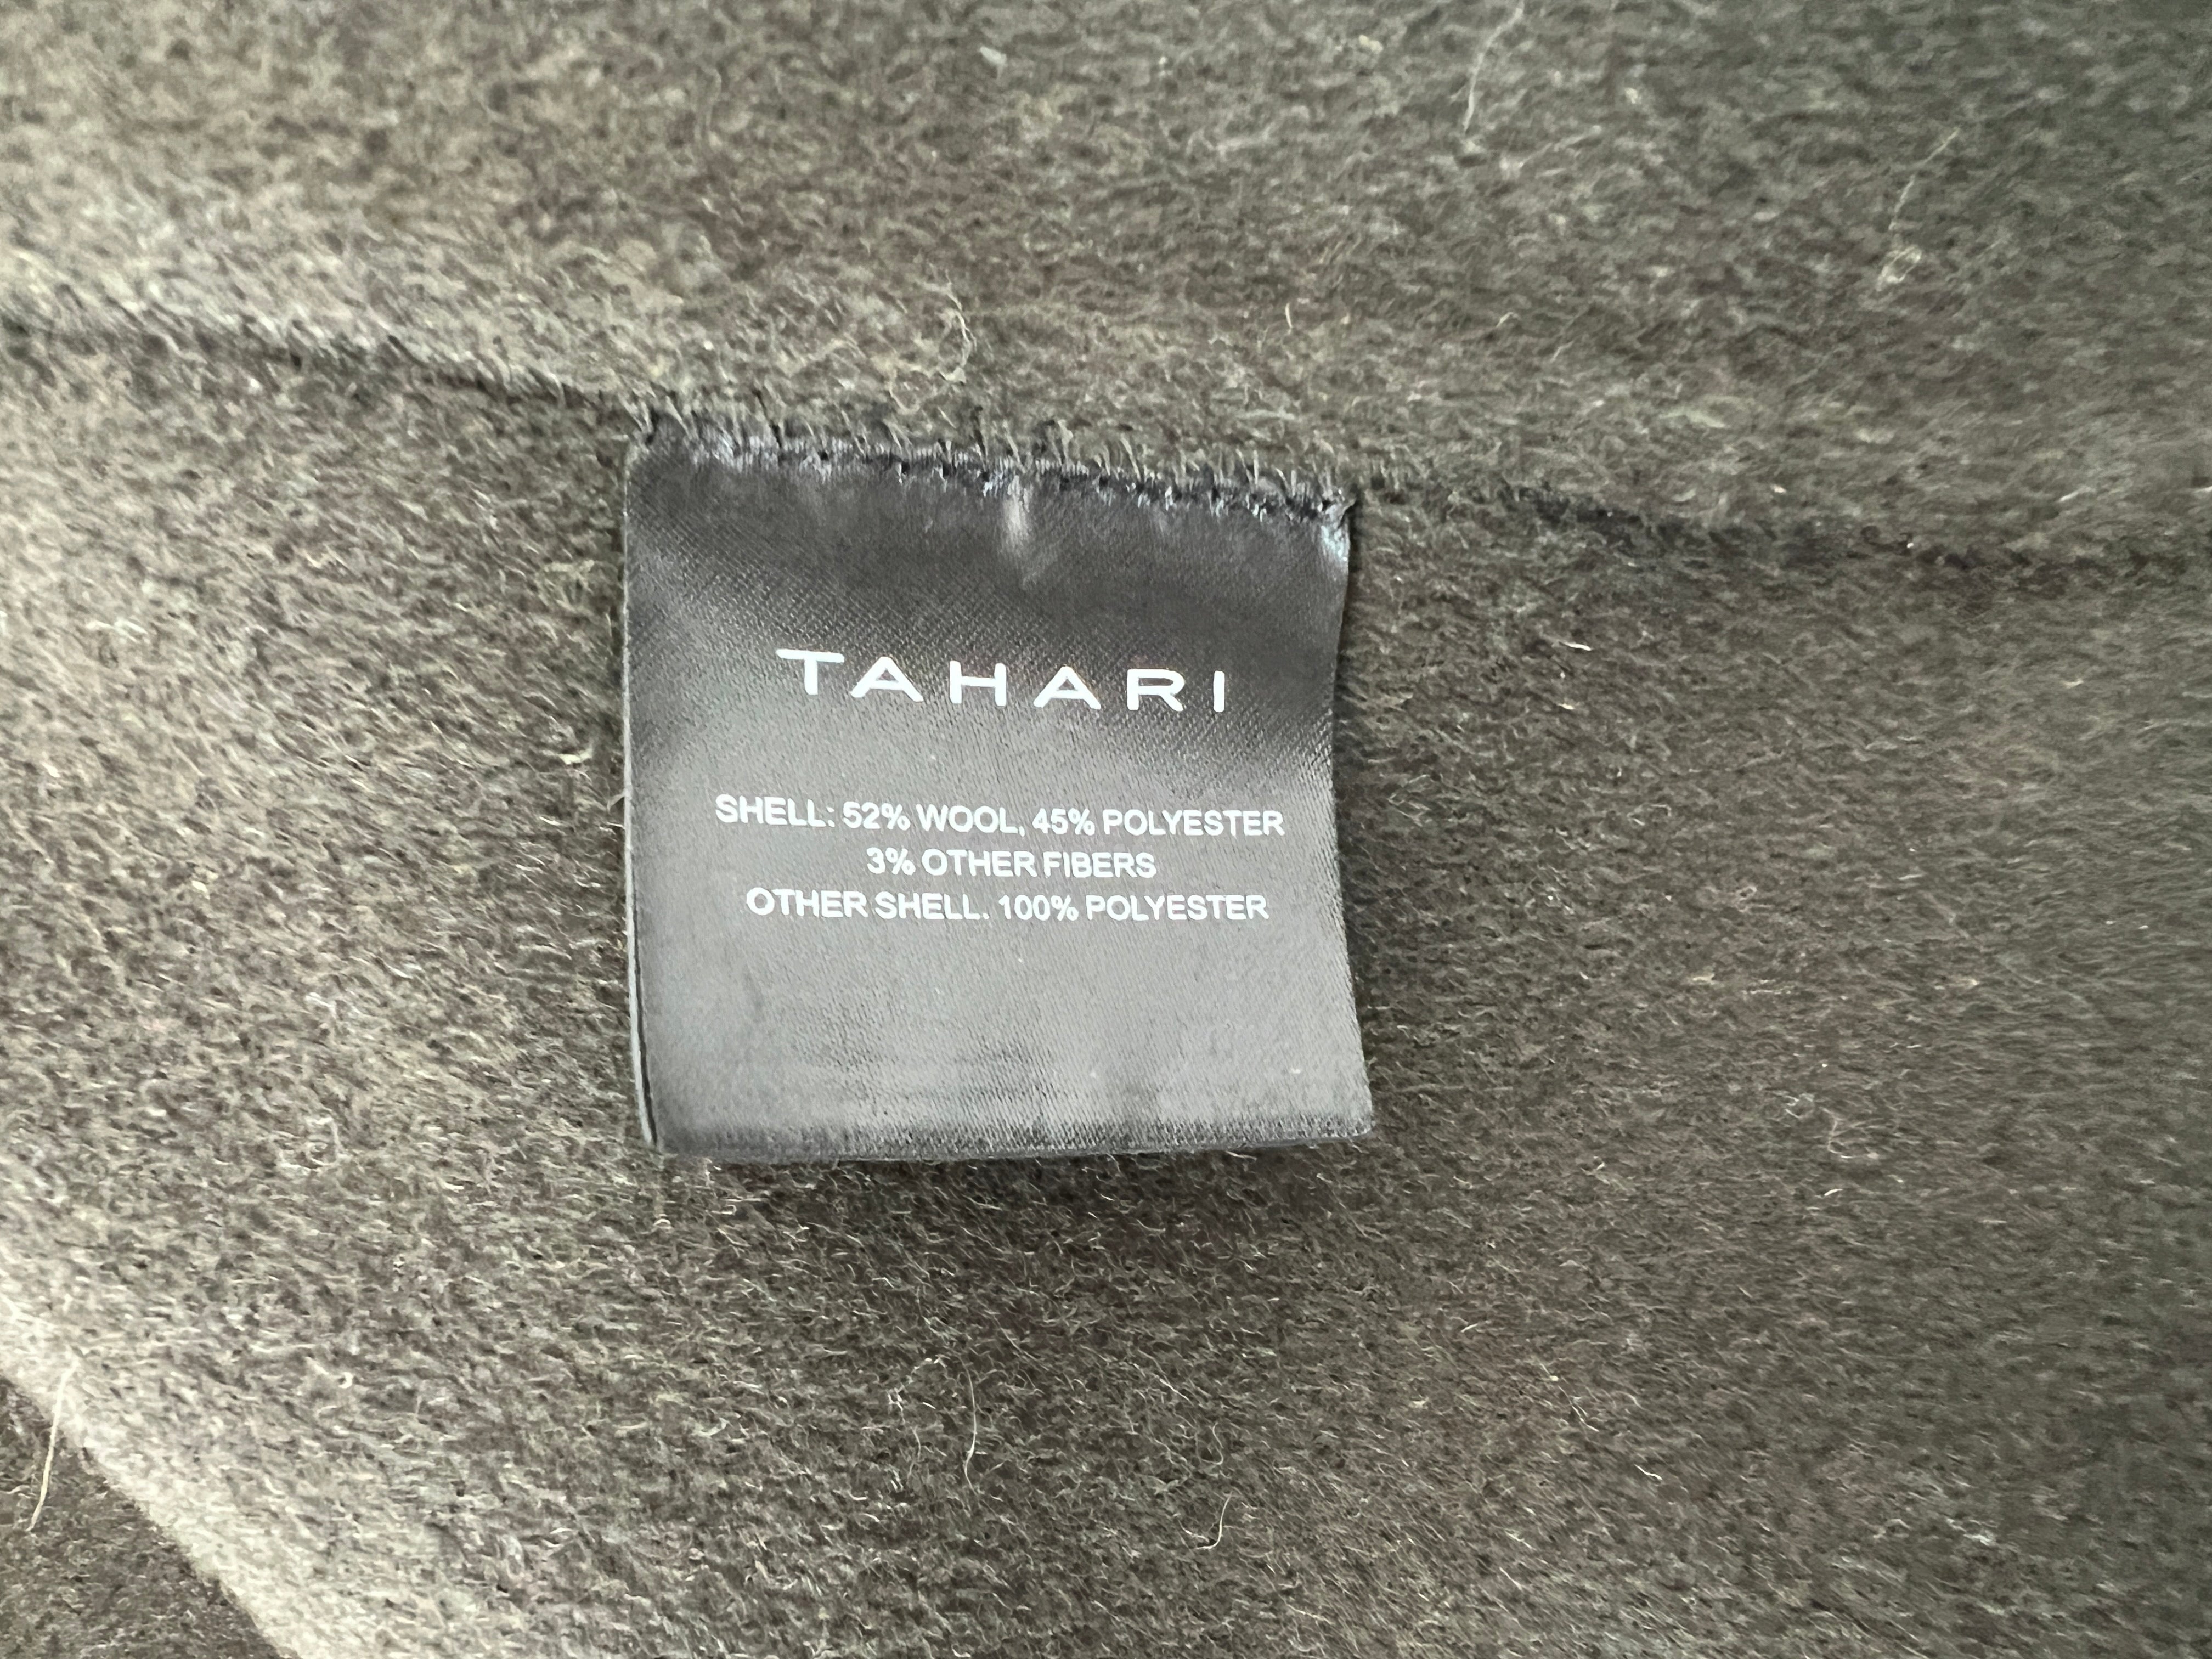 TAHARI
SHELL: 52% WOOL, 45% POLYESTER
3% OTHER FIBERS
OTHER SHELL. 100% POLYESTER